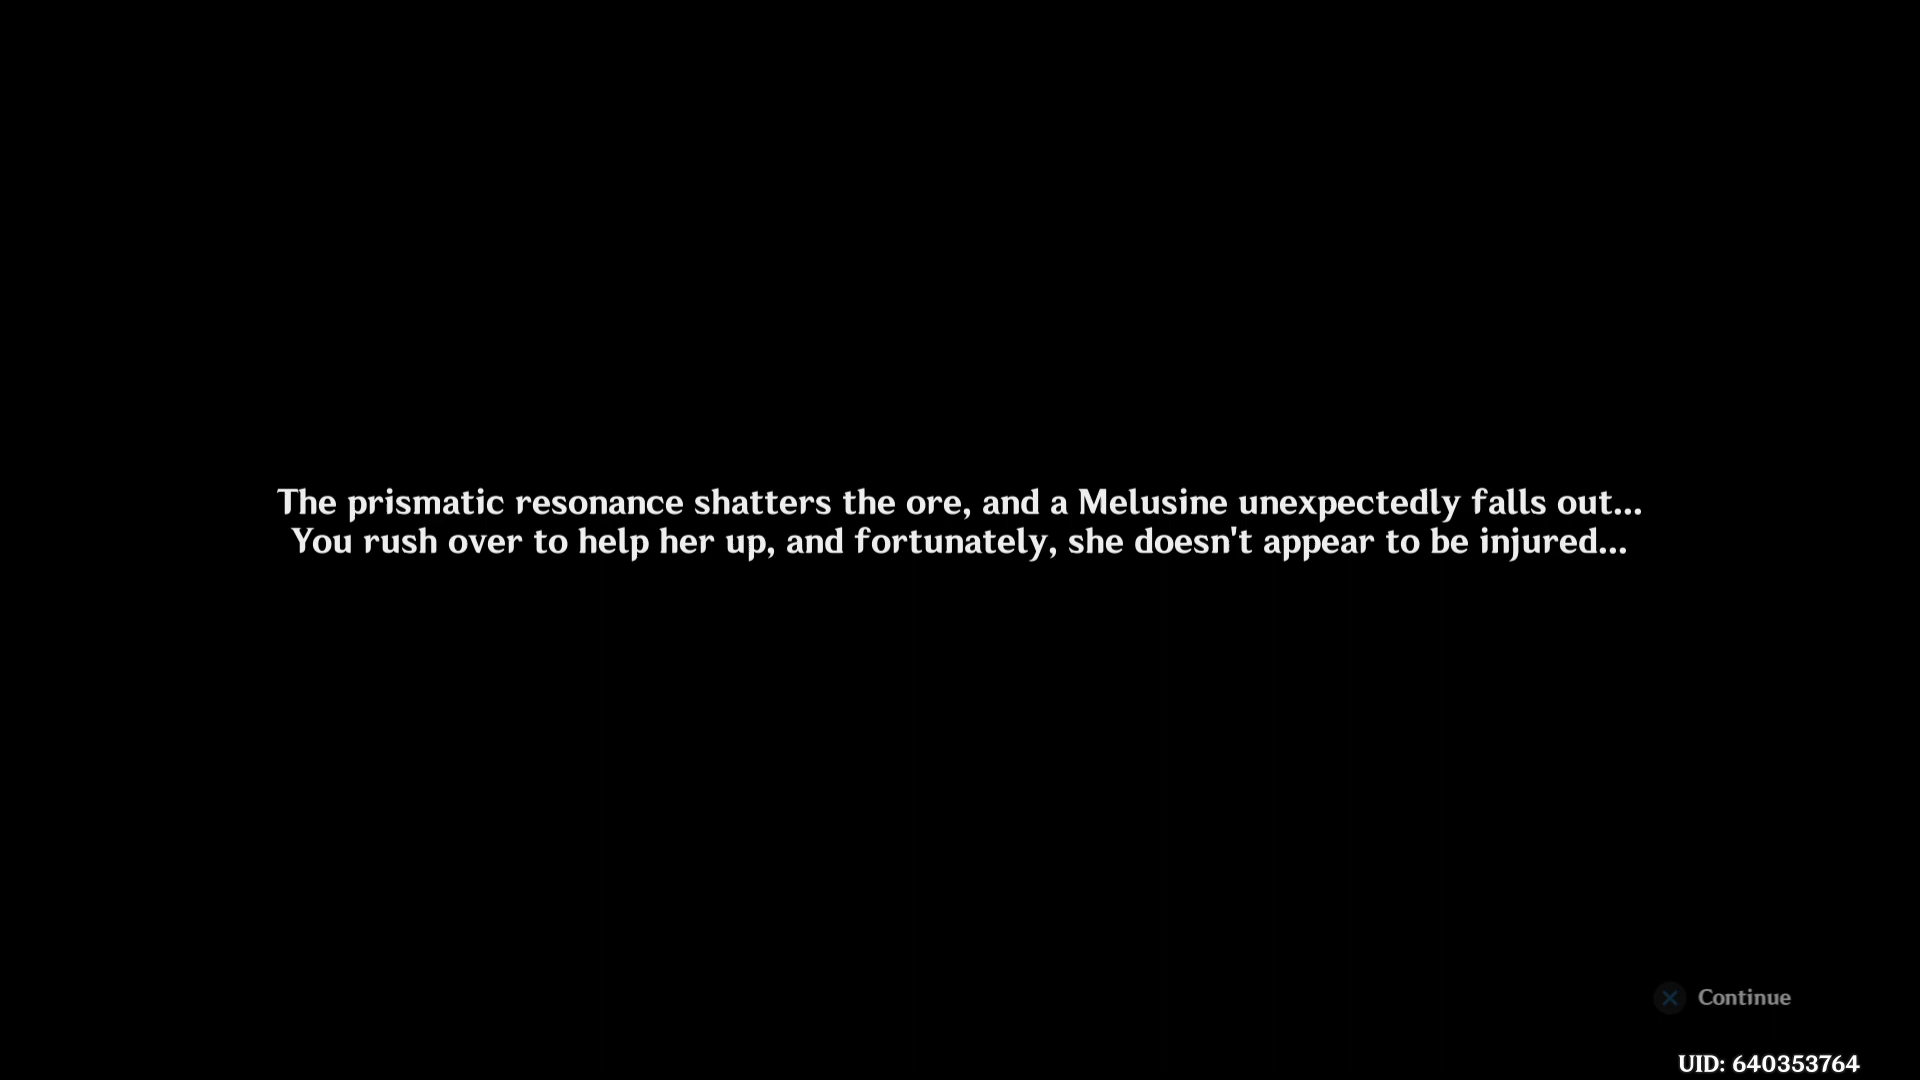 The prismatic resonance shatters the ore, and a Melusine unexpectedly falls out...
You rush over to help her up, and fortunately, she doesn't appear to be injured...
Continue
UID: 640353764